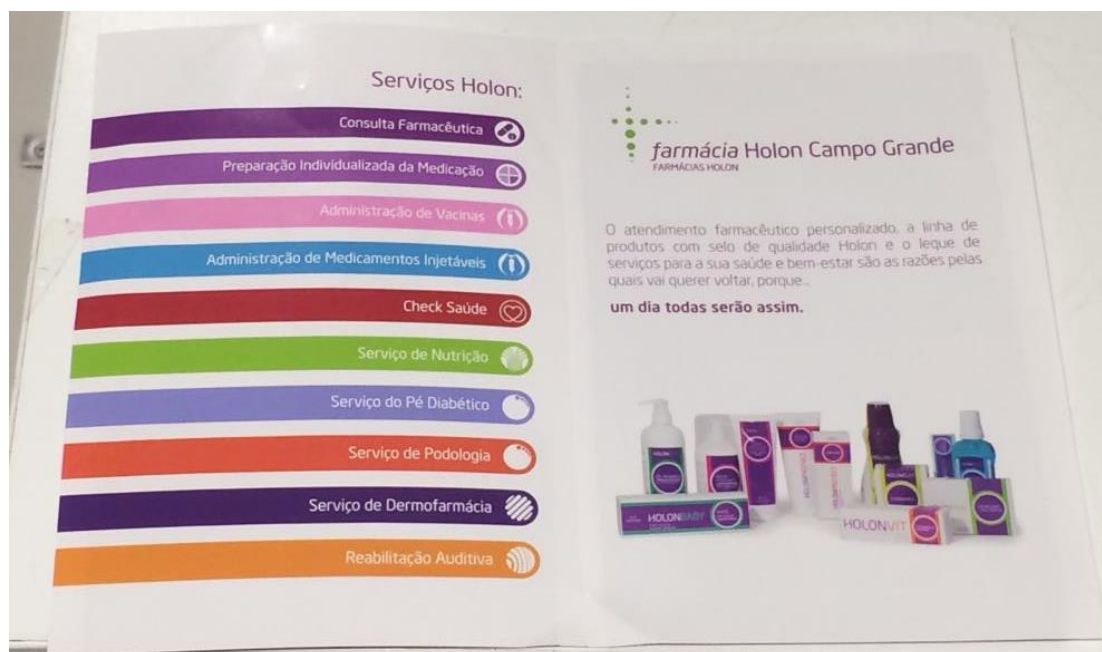 Serviços Holon:
Consulta Farmacêutica
Preparação Individualizada da Medicação
Administração de Vacinas
Administração de Medicamentos Injetáveis
Check Saúde
Serviço de Nutrição
Serviço do Pé Diabético
Serviço de Podologia
Serviço de Dermofarmácia
Reabilitação Auditiva
farmácia Holon Campo Grande
FARMÁCIAS HOLON
O atendimento farmacêutico personalizado, a linha de
produtos com selo de qualidade Holon e o leque de
serviços para a sua saúde e bem-estar são as razões pelas
quais vai querer voltar, porque...
um dia todas serão assim.
HOLONBABY
HOLONVIT